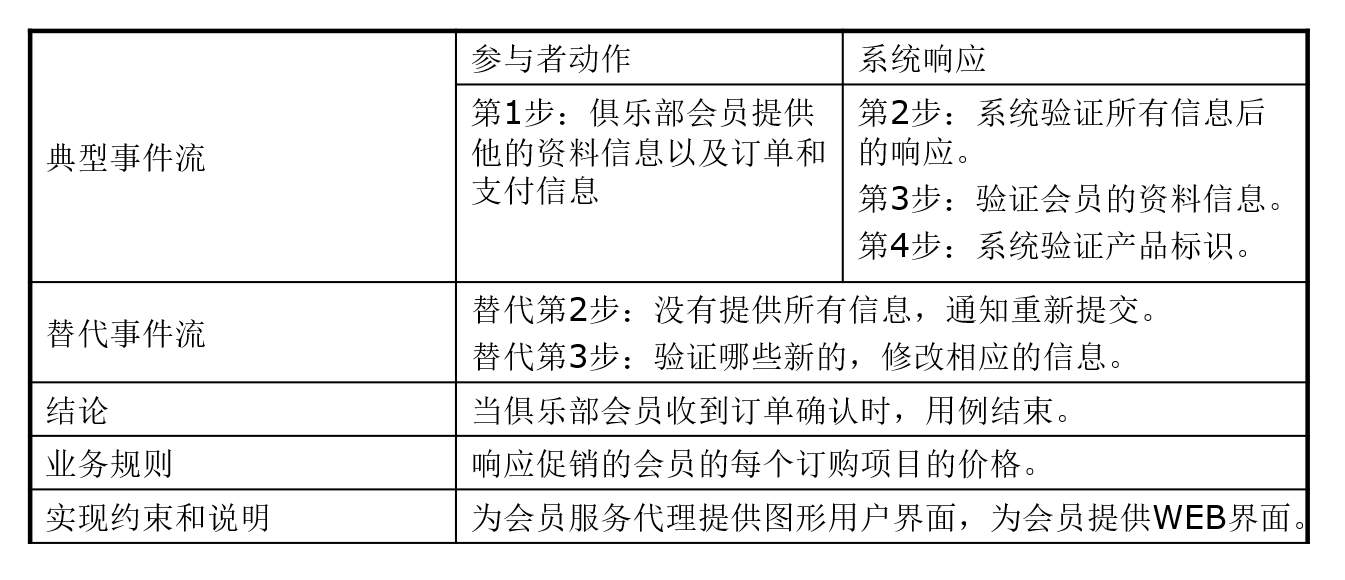 参与者动作
系统响应
典型事件流
第1步：俱乐部会员提供
他的资料信息以及订单和
支付信息
第2步：系统验证所有信息后
的响应。
第3步：验证会员的资料信息。
第4步：系统验证产品标识。
替代事件流
替代第2步：没有提供所有信息，通知重新提交。
替代第3步：验证哪些新的，修改相应的信息。
结论
当俱乐部会员收到订单确认时，用例结束。
业务规则
响应促销的会员的每个订购项目的价格。
实现约束和说明
为会员服务代理提供图形用户界面，为会员提供WEB界面。